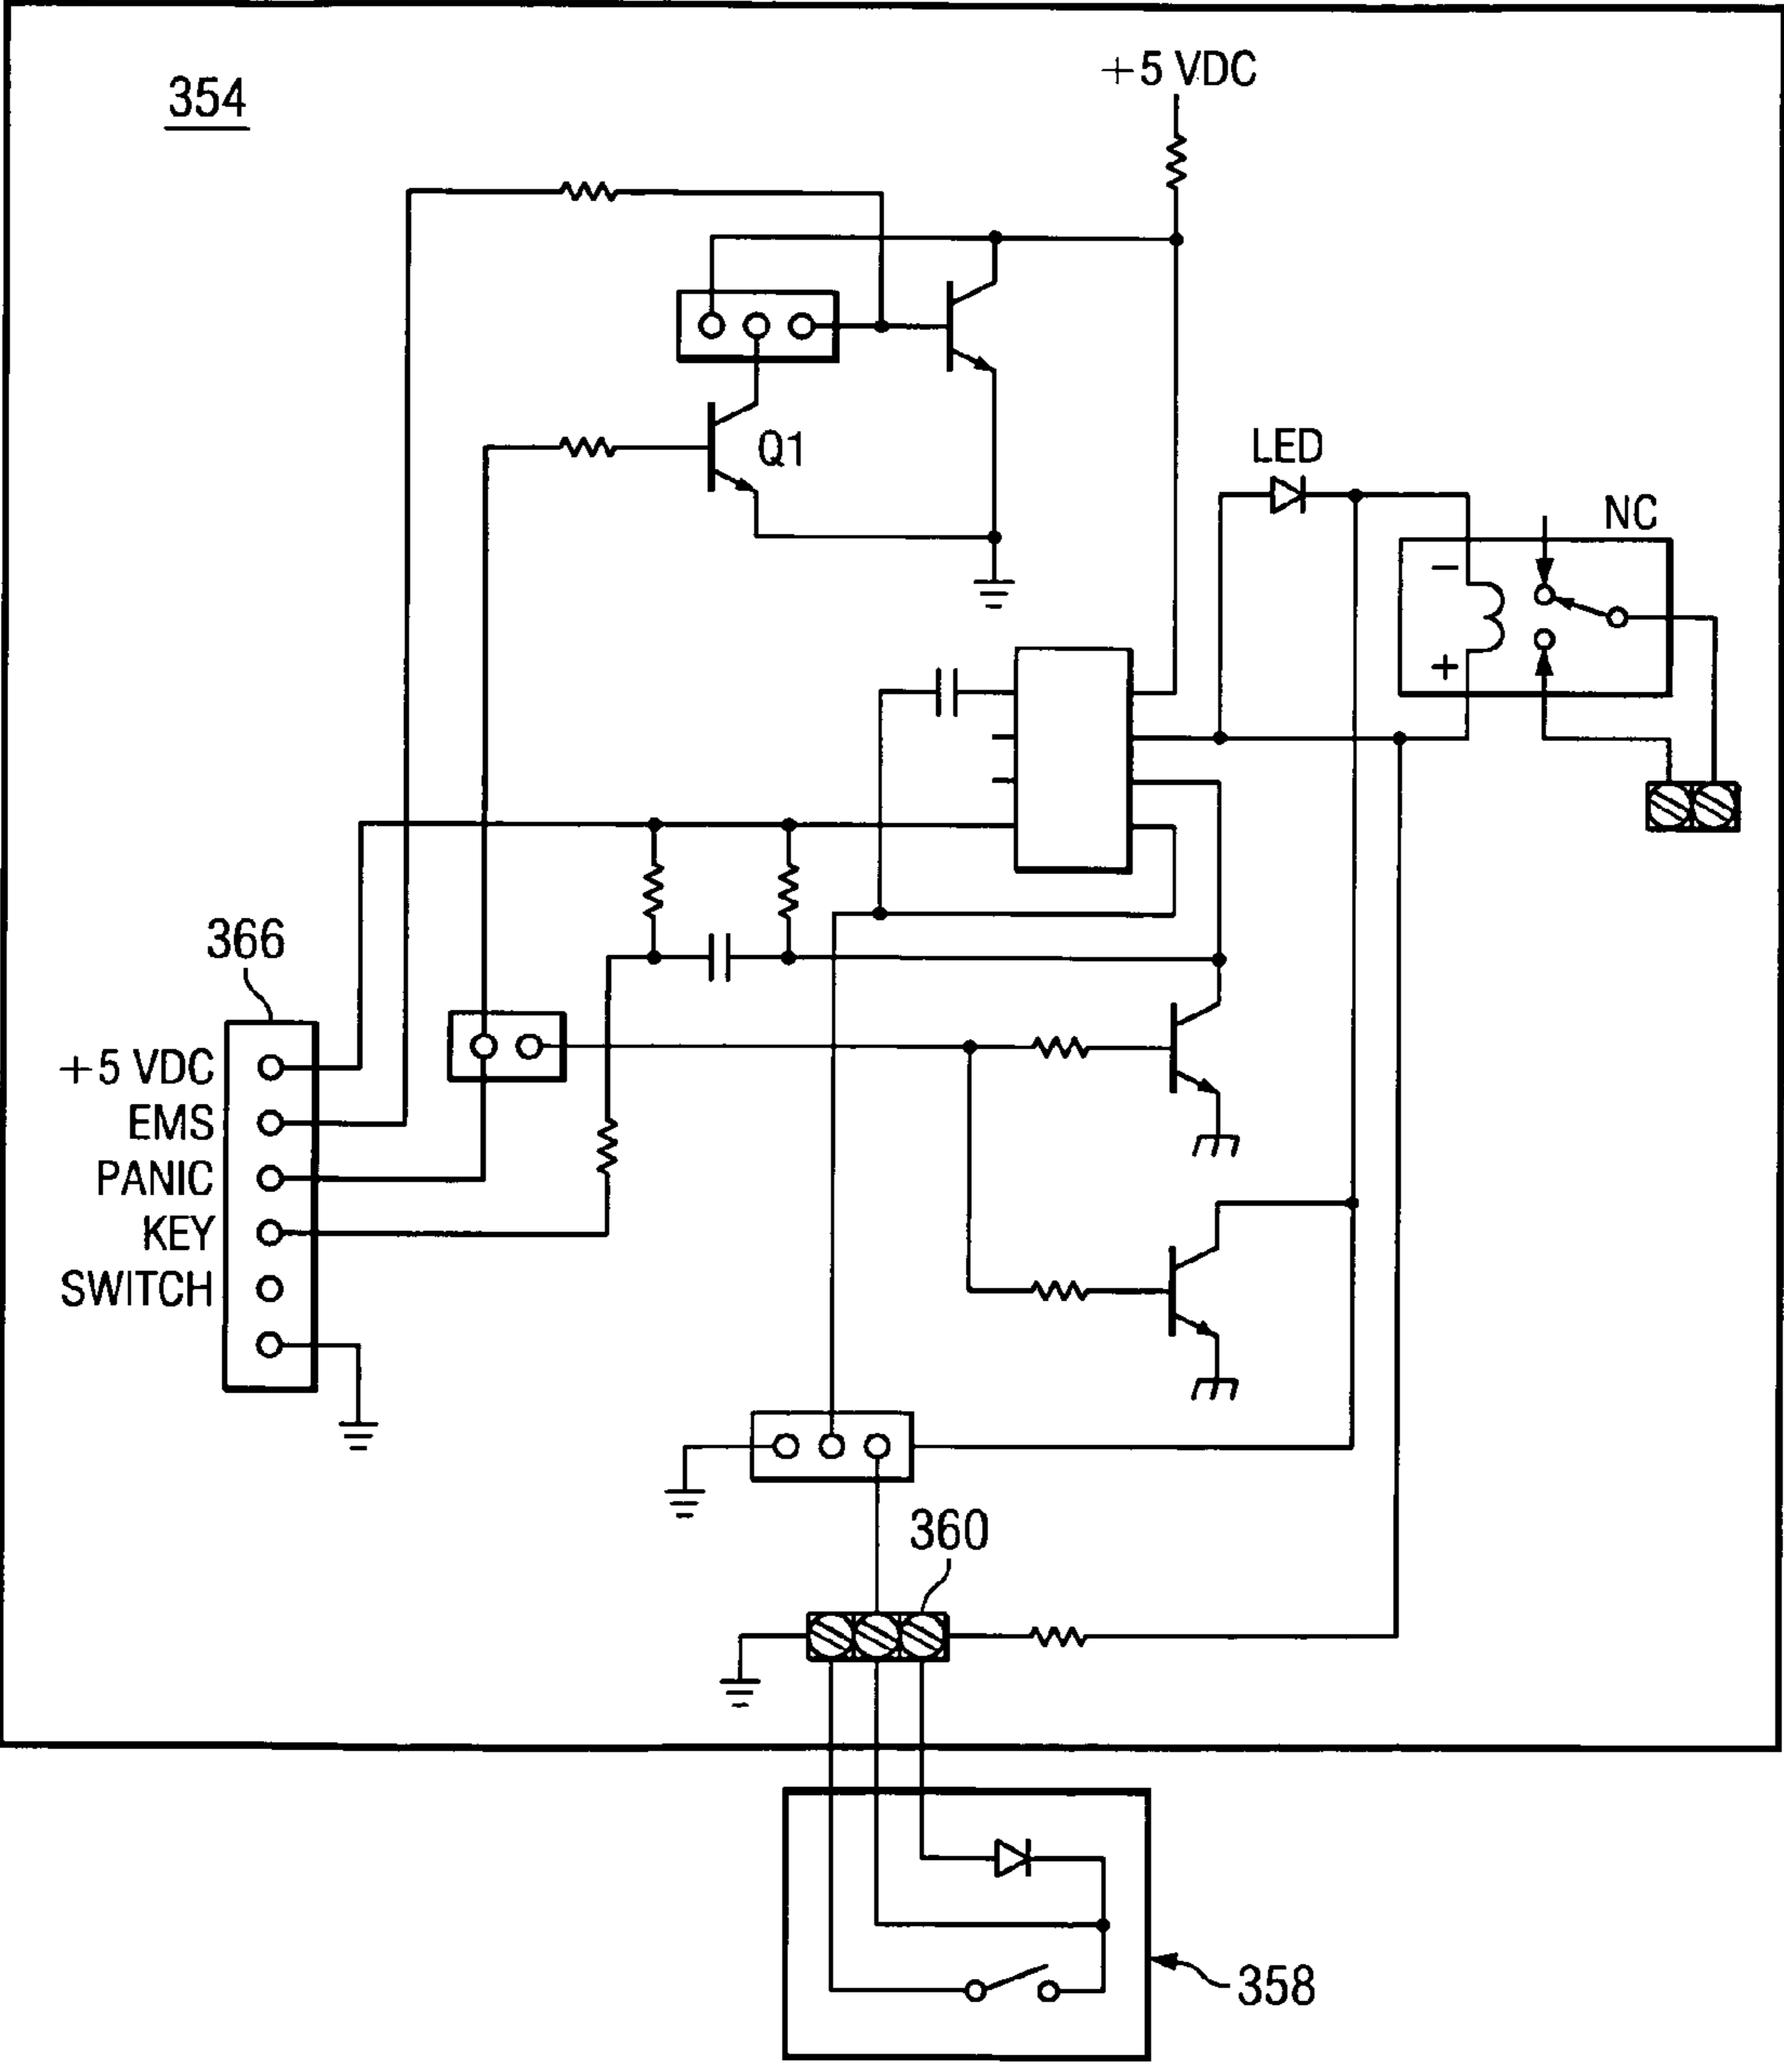 354
+5 VDC
Q1
LED
NC
−
+
366
+5 VDC
EMS
PANIC
KEY
SWITCH
360
358